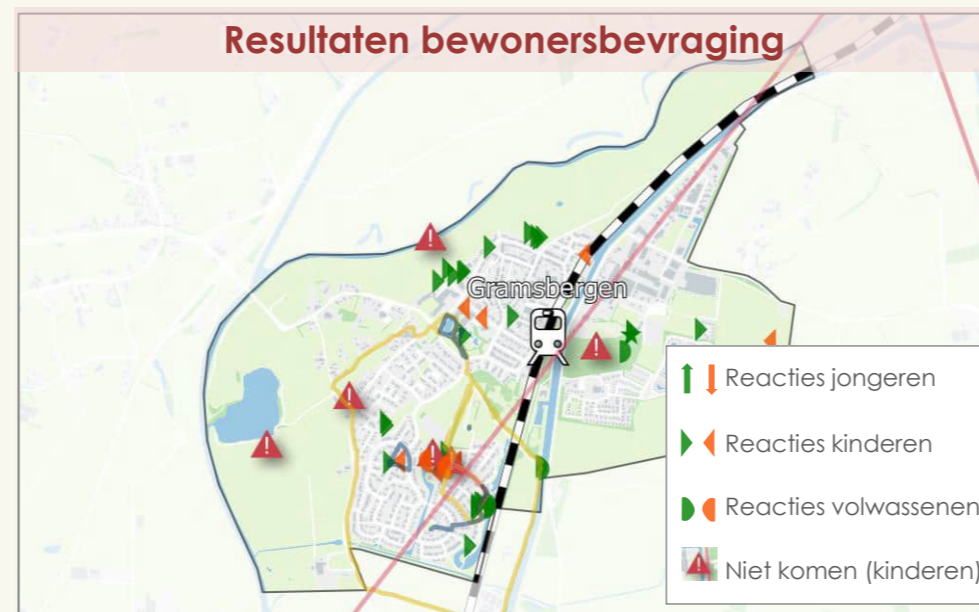 Resultaten bewonersbevraging
Gramsbergen
Reacties jongeren
Reacties kinderen
Reacties volwassenen
Niet komen (kinderen)